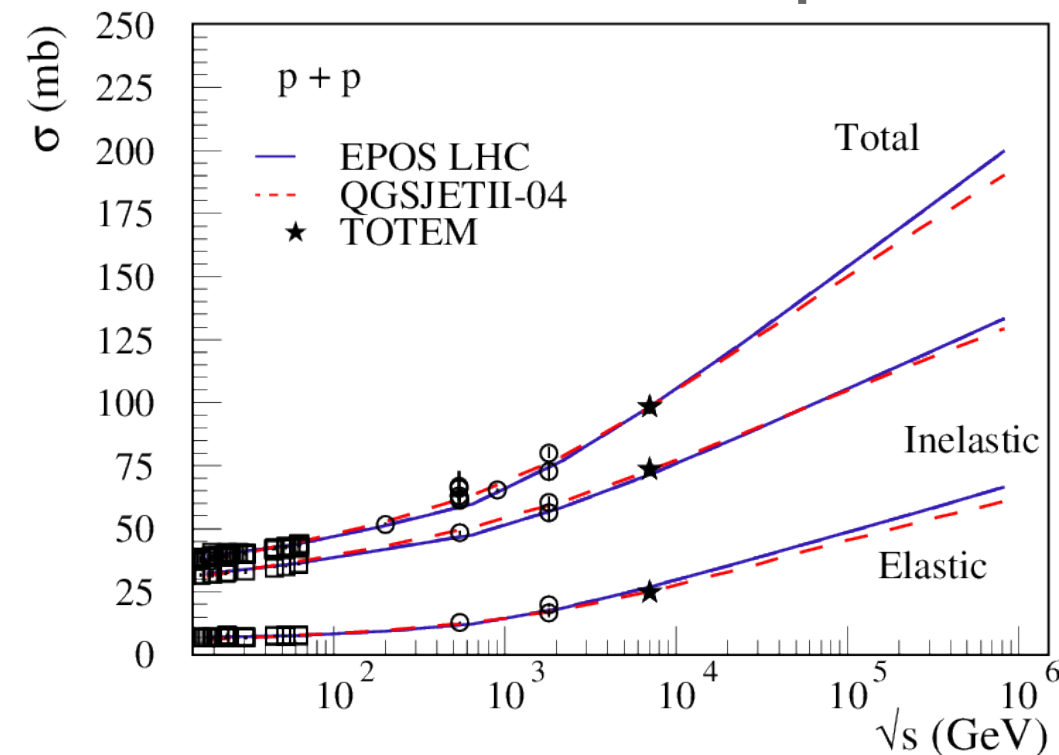 σ (mb)
250
225
200
175
150
125
100
75
50
25
0
p + p
EPOS LHC
QGSJETII-04
TOTEM
Total
Inelastic
Elastic
10 2
10 3
10 4
10 5
10 6
√s (GeV)